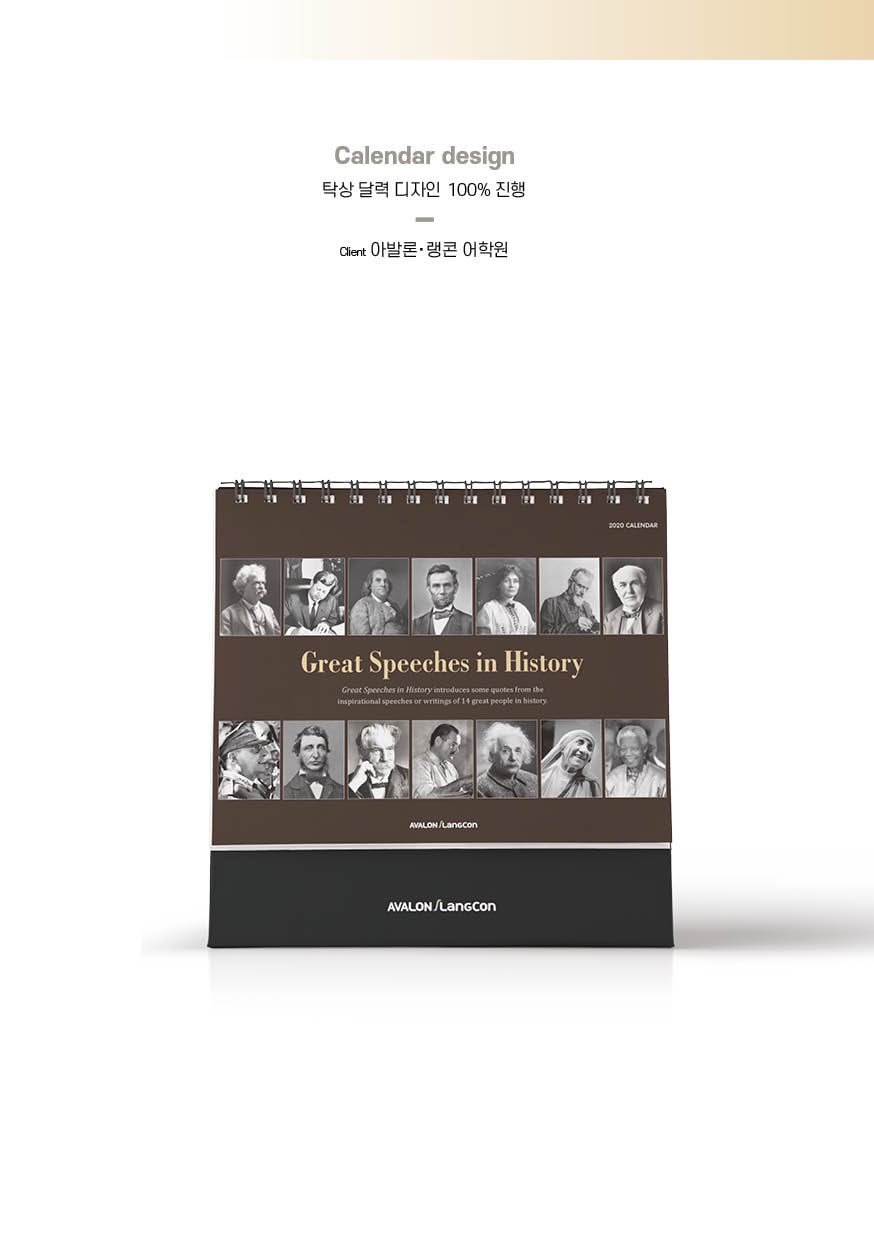 Calendar design
탁상 달력 디자인 100% 진행
Client 아발론·랭콘 어학원
2020 CALENDAR
Great Speeches in History
Great Speeches in History introduces some quotes from the
inspirational speeches or writings of 14 great people in history.
AVALON LangCon
AVALON LangCon